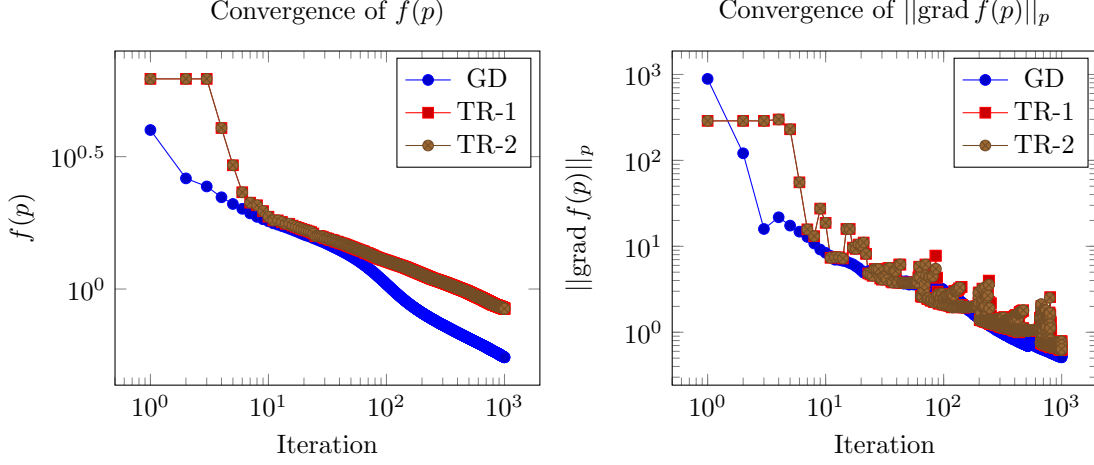 Convergence of f(p)
10^0.5
10^0
f(p)
10^0
10^1
10^2
10^3
Iteration
GD
TR-1
TR-2
Convergence of ||grad f(p)||_p
10^3
10^2
10^1
10^0
||grad f(p)||_p
10^0
10^1
10^2
10^3
Iteration
GD
TR-1
TR-2